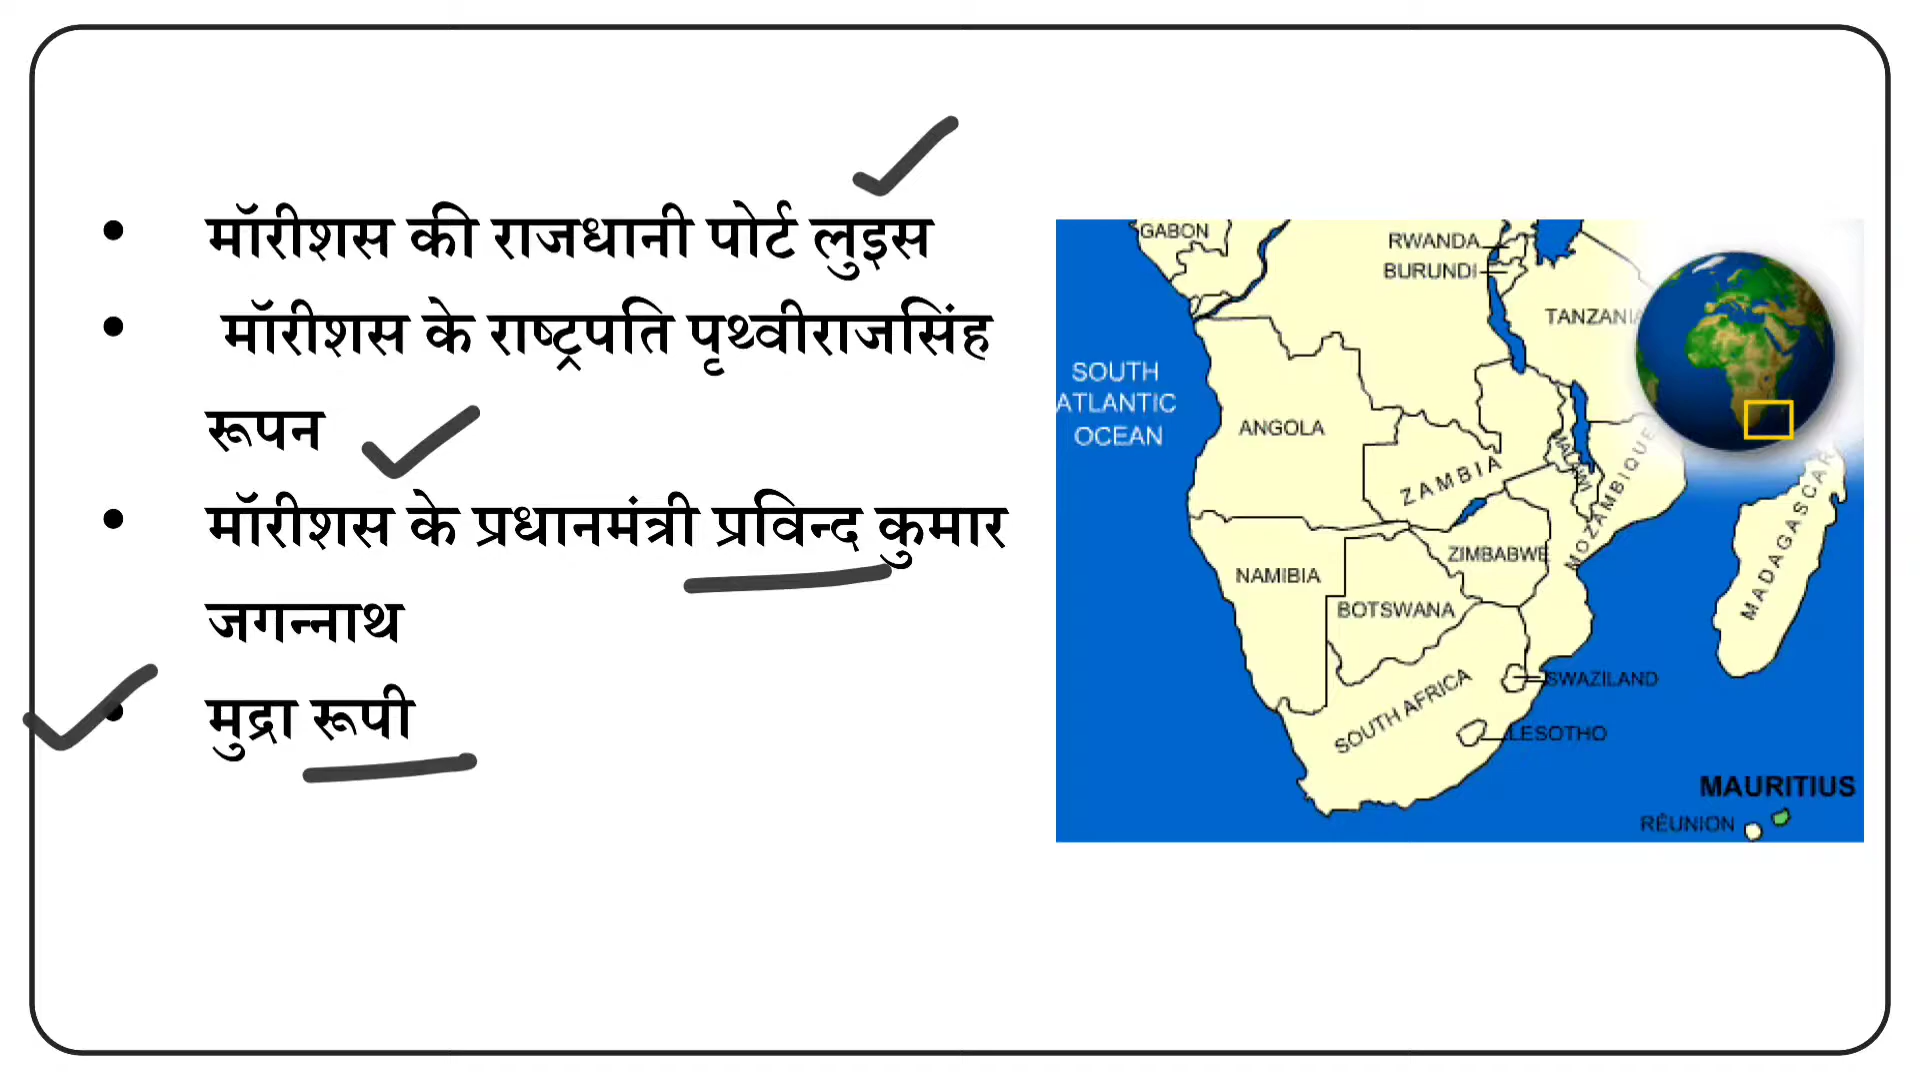 • मॉरीशस की राजधानी पोर्ट लुइस
• मॉरीशस के राष्ट्रपति पृथ्वीराजसिंह
रूपन
• मॉरीशस के प्रधानमंत्री प्रविन्द कुमार
जगन्नाथ
• मुद्रा रूपी
GABON
RWANDA
BURUNDI
TANZANIA
SOUTH
ATLANTIC
OCEAN
ANGOLA
ZAMBIA
MALAWI
MOZAMBIQUE
MADAGASCAR
ZIMBABWE
NAMIBIA
BOTSWANA
SOUTH AFRICA
SWAZILAND
LESOTHO
MAURITIUS
RÉUNION